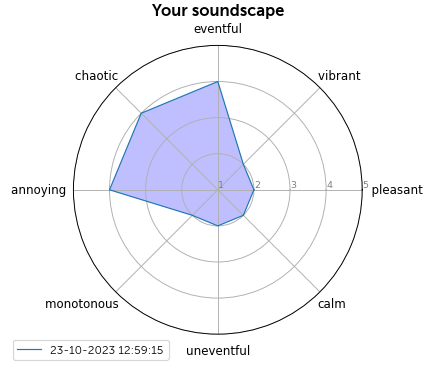 Your soundscape
eventful
chaotic
vibrant
annoying
1 2 3 4 5
pleasant
monotonous
calm
uneventful
23-10-2023 12:59:15